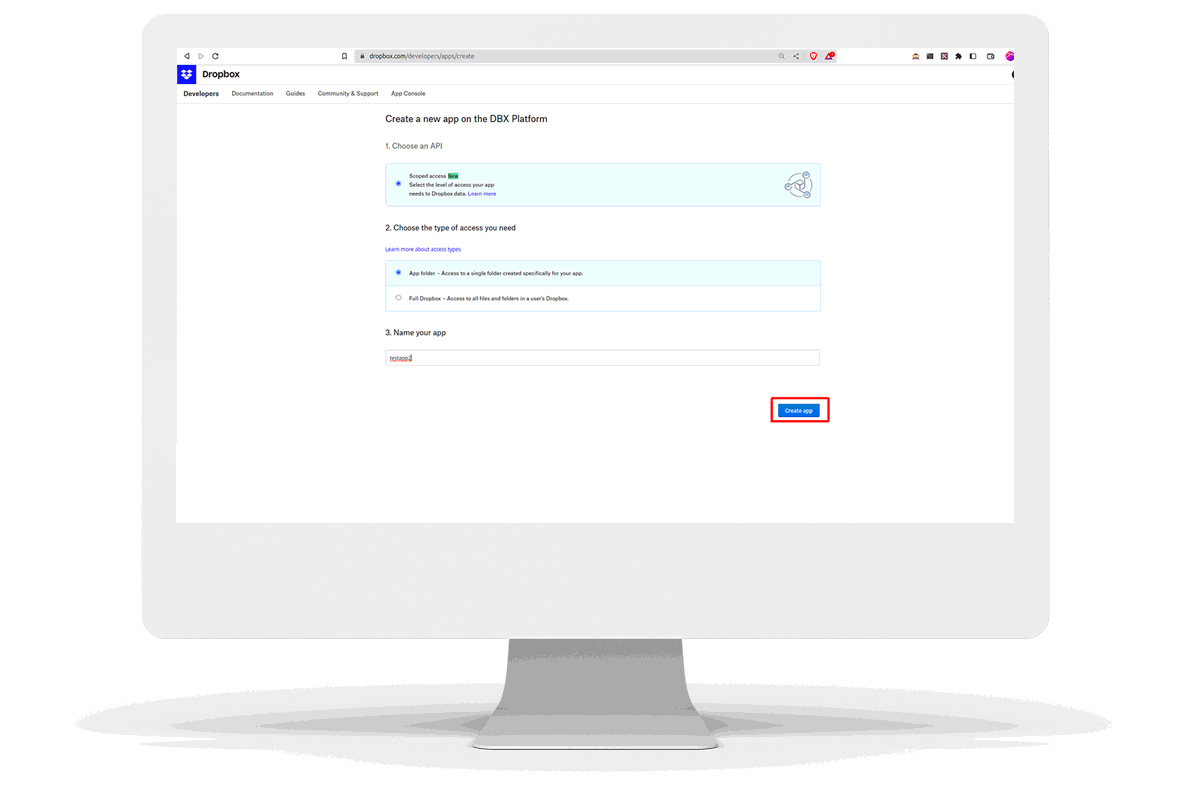 dropbox.com/developers/apps/create
Dropbox
Developers Documentation Guides Community & Support App Console
Create a new app on the DBX Platform
1. Choose an API
Scoped access New
Select the level of access your app
needs to Dropbox data. Learn more
2. Choose the type of access you need
Learn more about access types
App folder – Access to a single folder created specifically for your app.
Full Dropbox – Access to all files and folders in a user's Dropbox.
3. Name your app
testapp2
Create app